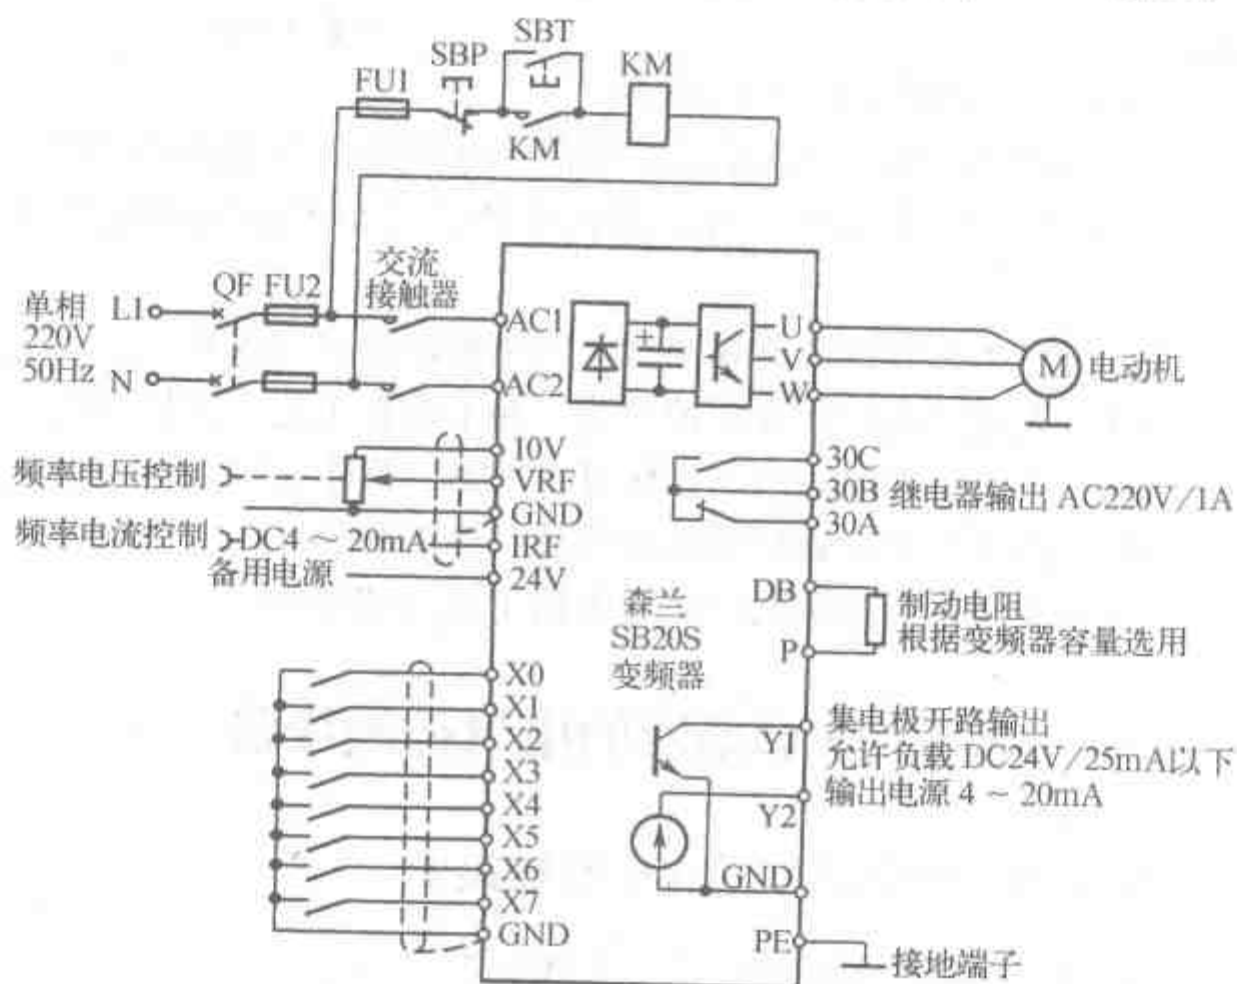 SBT
SBP
KM
FU1
KM
交流
接触器
QF FU2
单相
220V
50Hz
L1
N
AC1
AC2
+
U
V
W
M
电动机
10V
频率电压控制
VRF
GND
频率电流控制
DC4 ~ 20mA
IRF
备用电源
24V
30C
30B
继电器输出 AC220V/1A
30A
DB
制动电阻
根据变频器容量选用
P
森兰
SB20S
变频器
X0
X1
X2
X3
X4
X5
X6
X7
GND
Y1
集电极开路输出
允许负载 DC24V/25mA以下
输出电源 4 ~ 20mA
Y2
GND
PE
接地端子